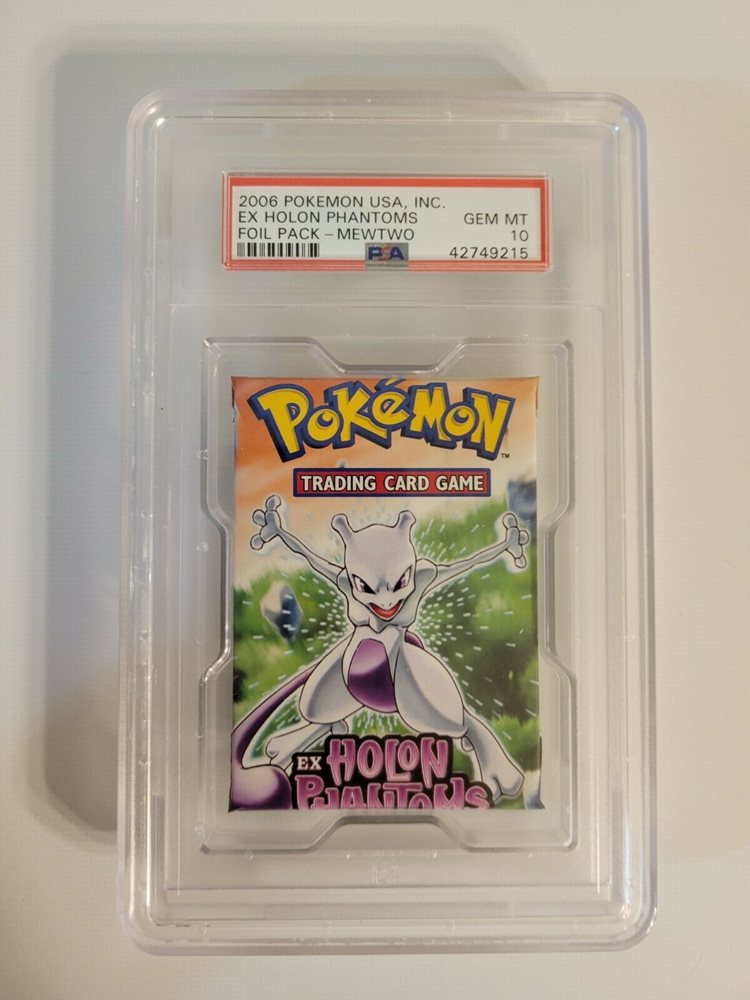 2006 POKEMON USA, INC.
EX HOLON PHANTOMS GEM MT
FOIL PACK - MEWTWO 10
PSA 42749215
POKéMON™
TRADING CARD GAME
EX HOLON
PHANTOMS